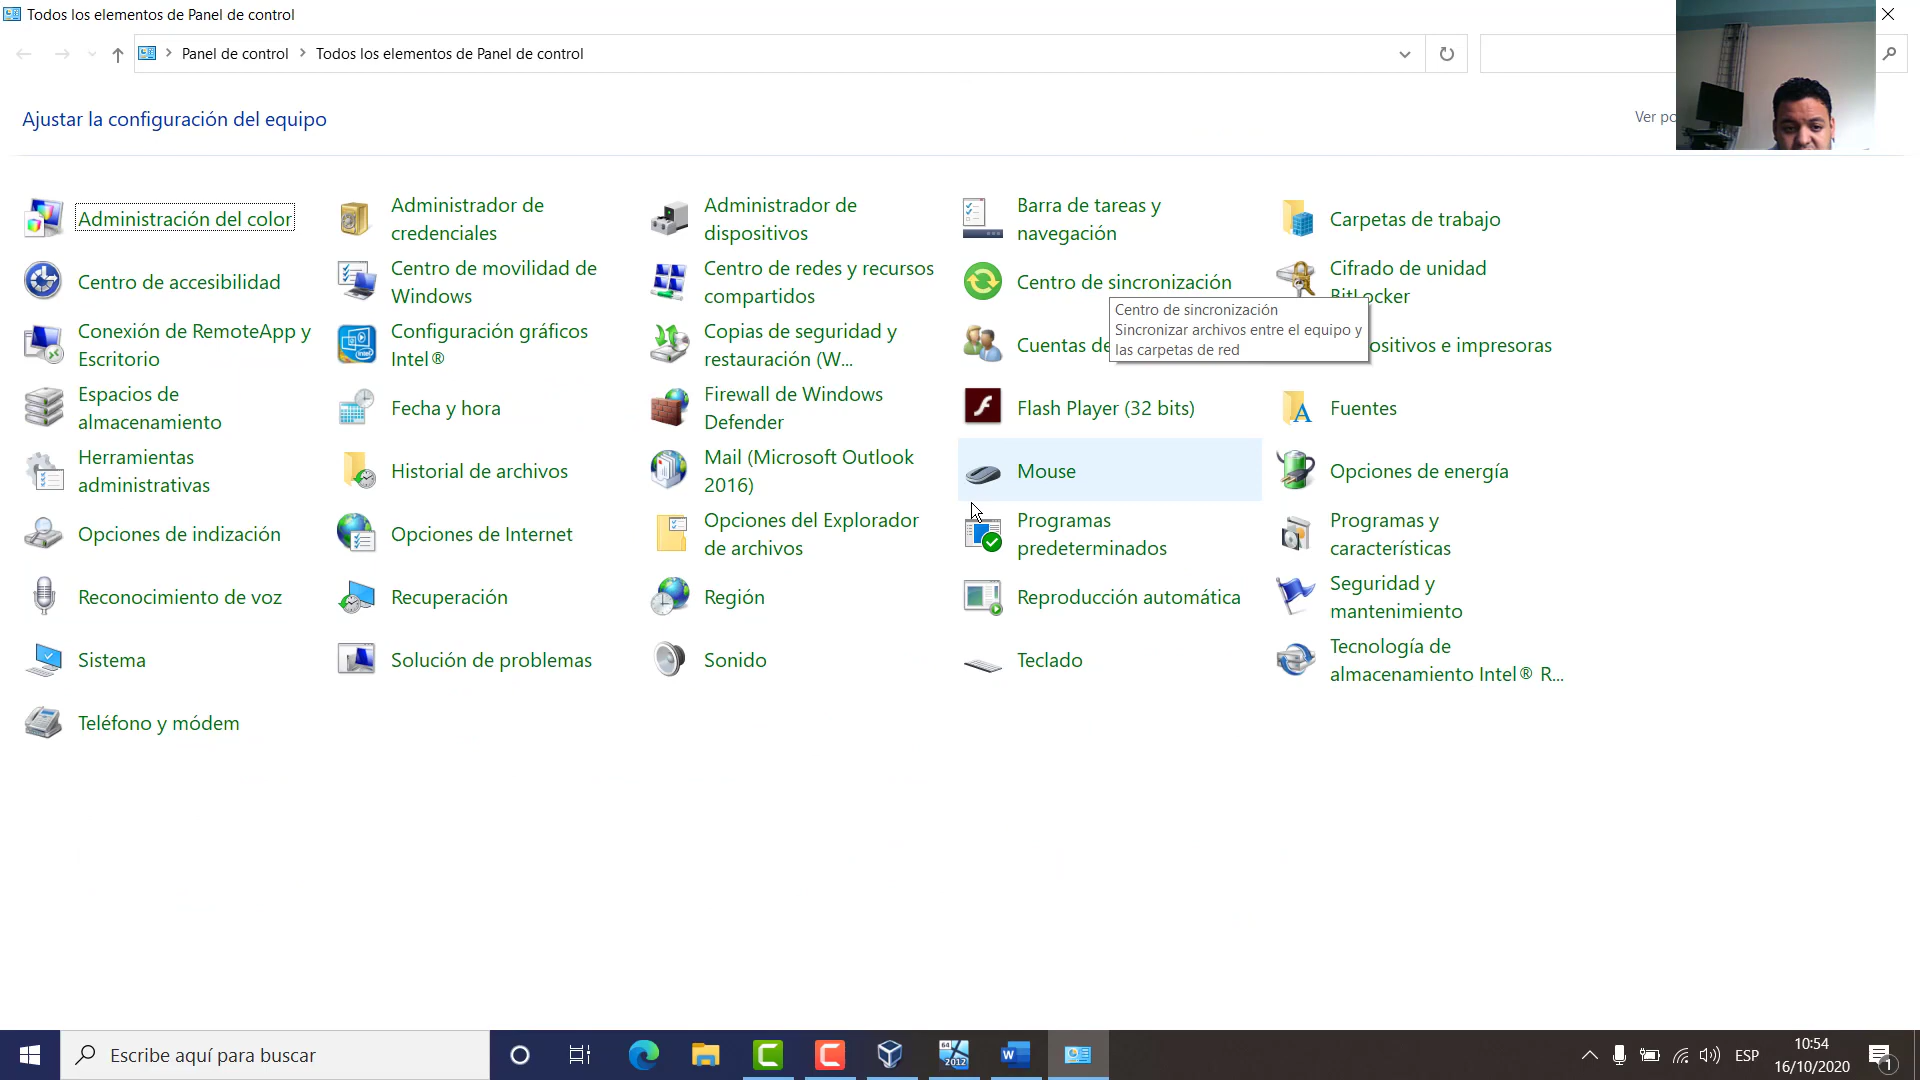 Todos los elementos de Panel de control
Panel de control
Todos los elementos de Panel de control
Ajustar la configuración del equipo
Ver
Administración del color
Administrador de
credenciales
Administrador de
dispositivos
Barra de tareas y
navegación
Carpetas de trabajo
Centro de accesibilidad
Centro de movilidad de
Windows
Centro de redes y recursos
compartidos
Centro de sincronización
Cifrado de unidad
BitLocker
Centro de sincronización
Sincronizar archivos entre el equipo y
las carpetas de red
Conexión de RemoteApp y
Escritorio
Configuración gráficos
Intel®
Copias de seguridad y
restauración (W...
Cuentas de
ositivos e impresoras
Espacios de
almacenamiento
Fecha y hora
Firewall de Windows
Defender
Flash Player (32 bits)
Fuentes
Herramientas
administrativas
Historial de archivos
Mail (Microsoft Outlook
2016)
Mouse
Opciones de energía
Opciones de indización
Opciones de Internet
Opciones del Explorador
de archivos
Programas
predeterminados
Programas y
características
Reconocimiento de voz
Recuperación
Región
Reproducción automática
Seguridad y
mantenimiento
Sistema
Solución de problemas
Sonido
Teclado
Tecnología de
almacenamiento Intel® R...
Teléfono y módem
Escribe aquí para buscar
64
2012
ESP
10:54
16/10/2020
1